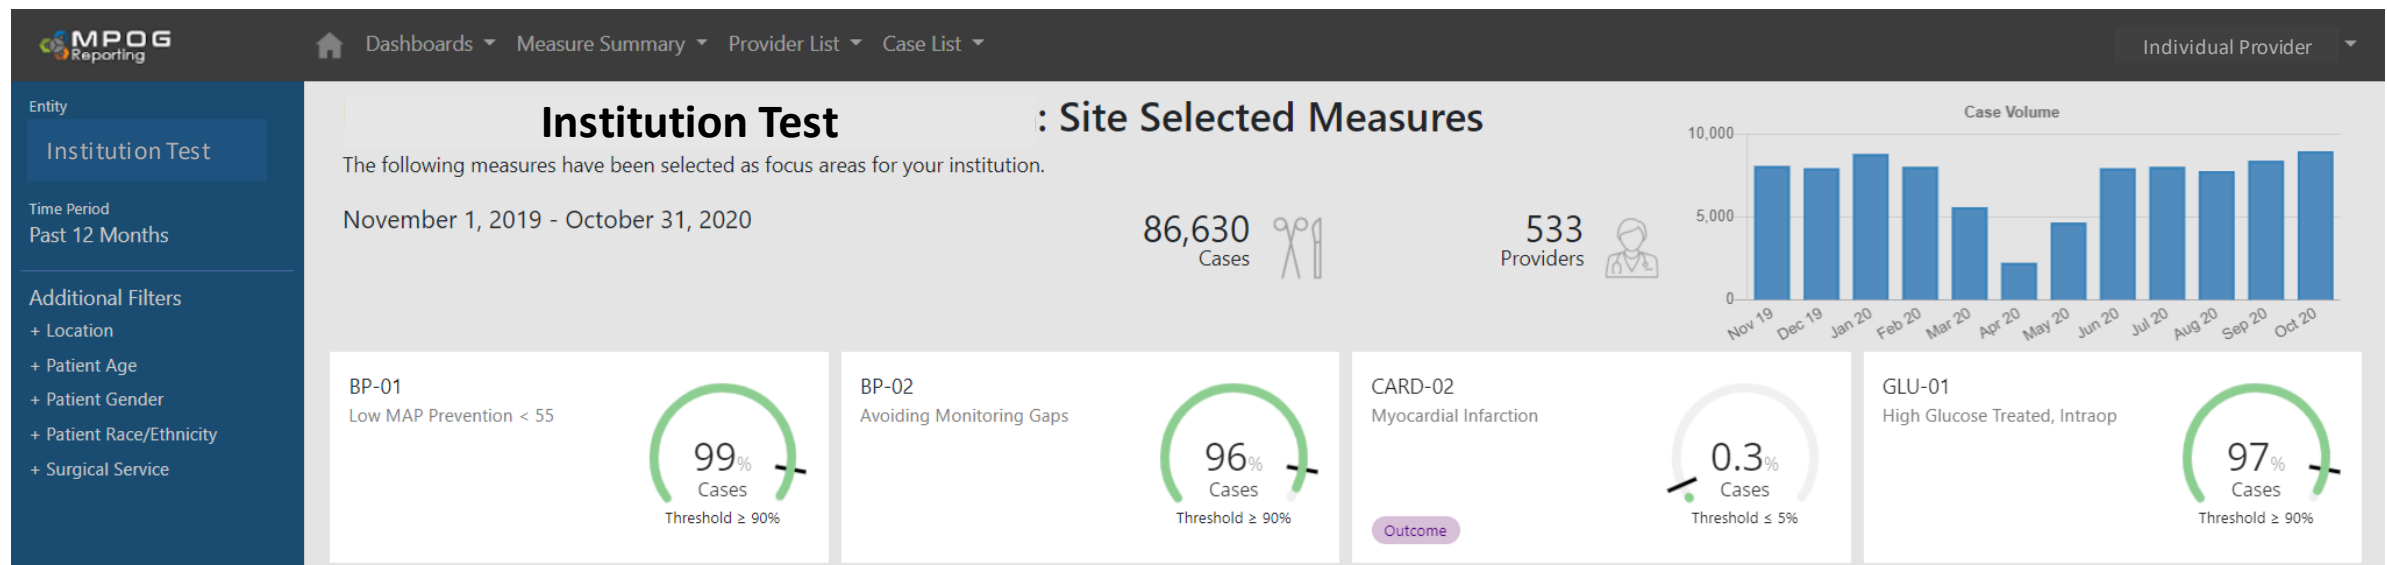 MPOG
Reporting
Dashboards
Measure Summary
Provider List
Case List
Individual Provider
Entity
Institution Test
Time Period
Past 12 Months
Additional Filters
+ Location
+ Patient Age
+ Patient Gender
+ Patient Race/Ethnicity
+ Surgical Service
Institution Test : Site Selected Measures
The following measures have been selected as focus areas for your institution.
November 1, 2019 - October 31, 2020
86,630
Cases
533
Providers
Case Volume
10,000
5,000
0
Nov 19 Dec 19 Jan 20 Feb 20 Mar 20 Apr 20 May 20 Jun 20 Jul 20 Aug 20 Sep 20 Oct 20
BP-01
Low MAP Prevention < 55
99%
Cases
Threshold ≥ 90%
BP-02
Avoiding Monitoring Gaps
96%
Cases
Threshold ≥ 90%
CARD-02
Myocardial Infarction
0.3%
Cases
Threshold ≤ 5%
Outcome
GLU-01
High Glucose Treated, Intraop
97%
Cases
Threshold ≥ 90%